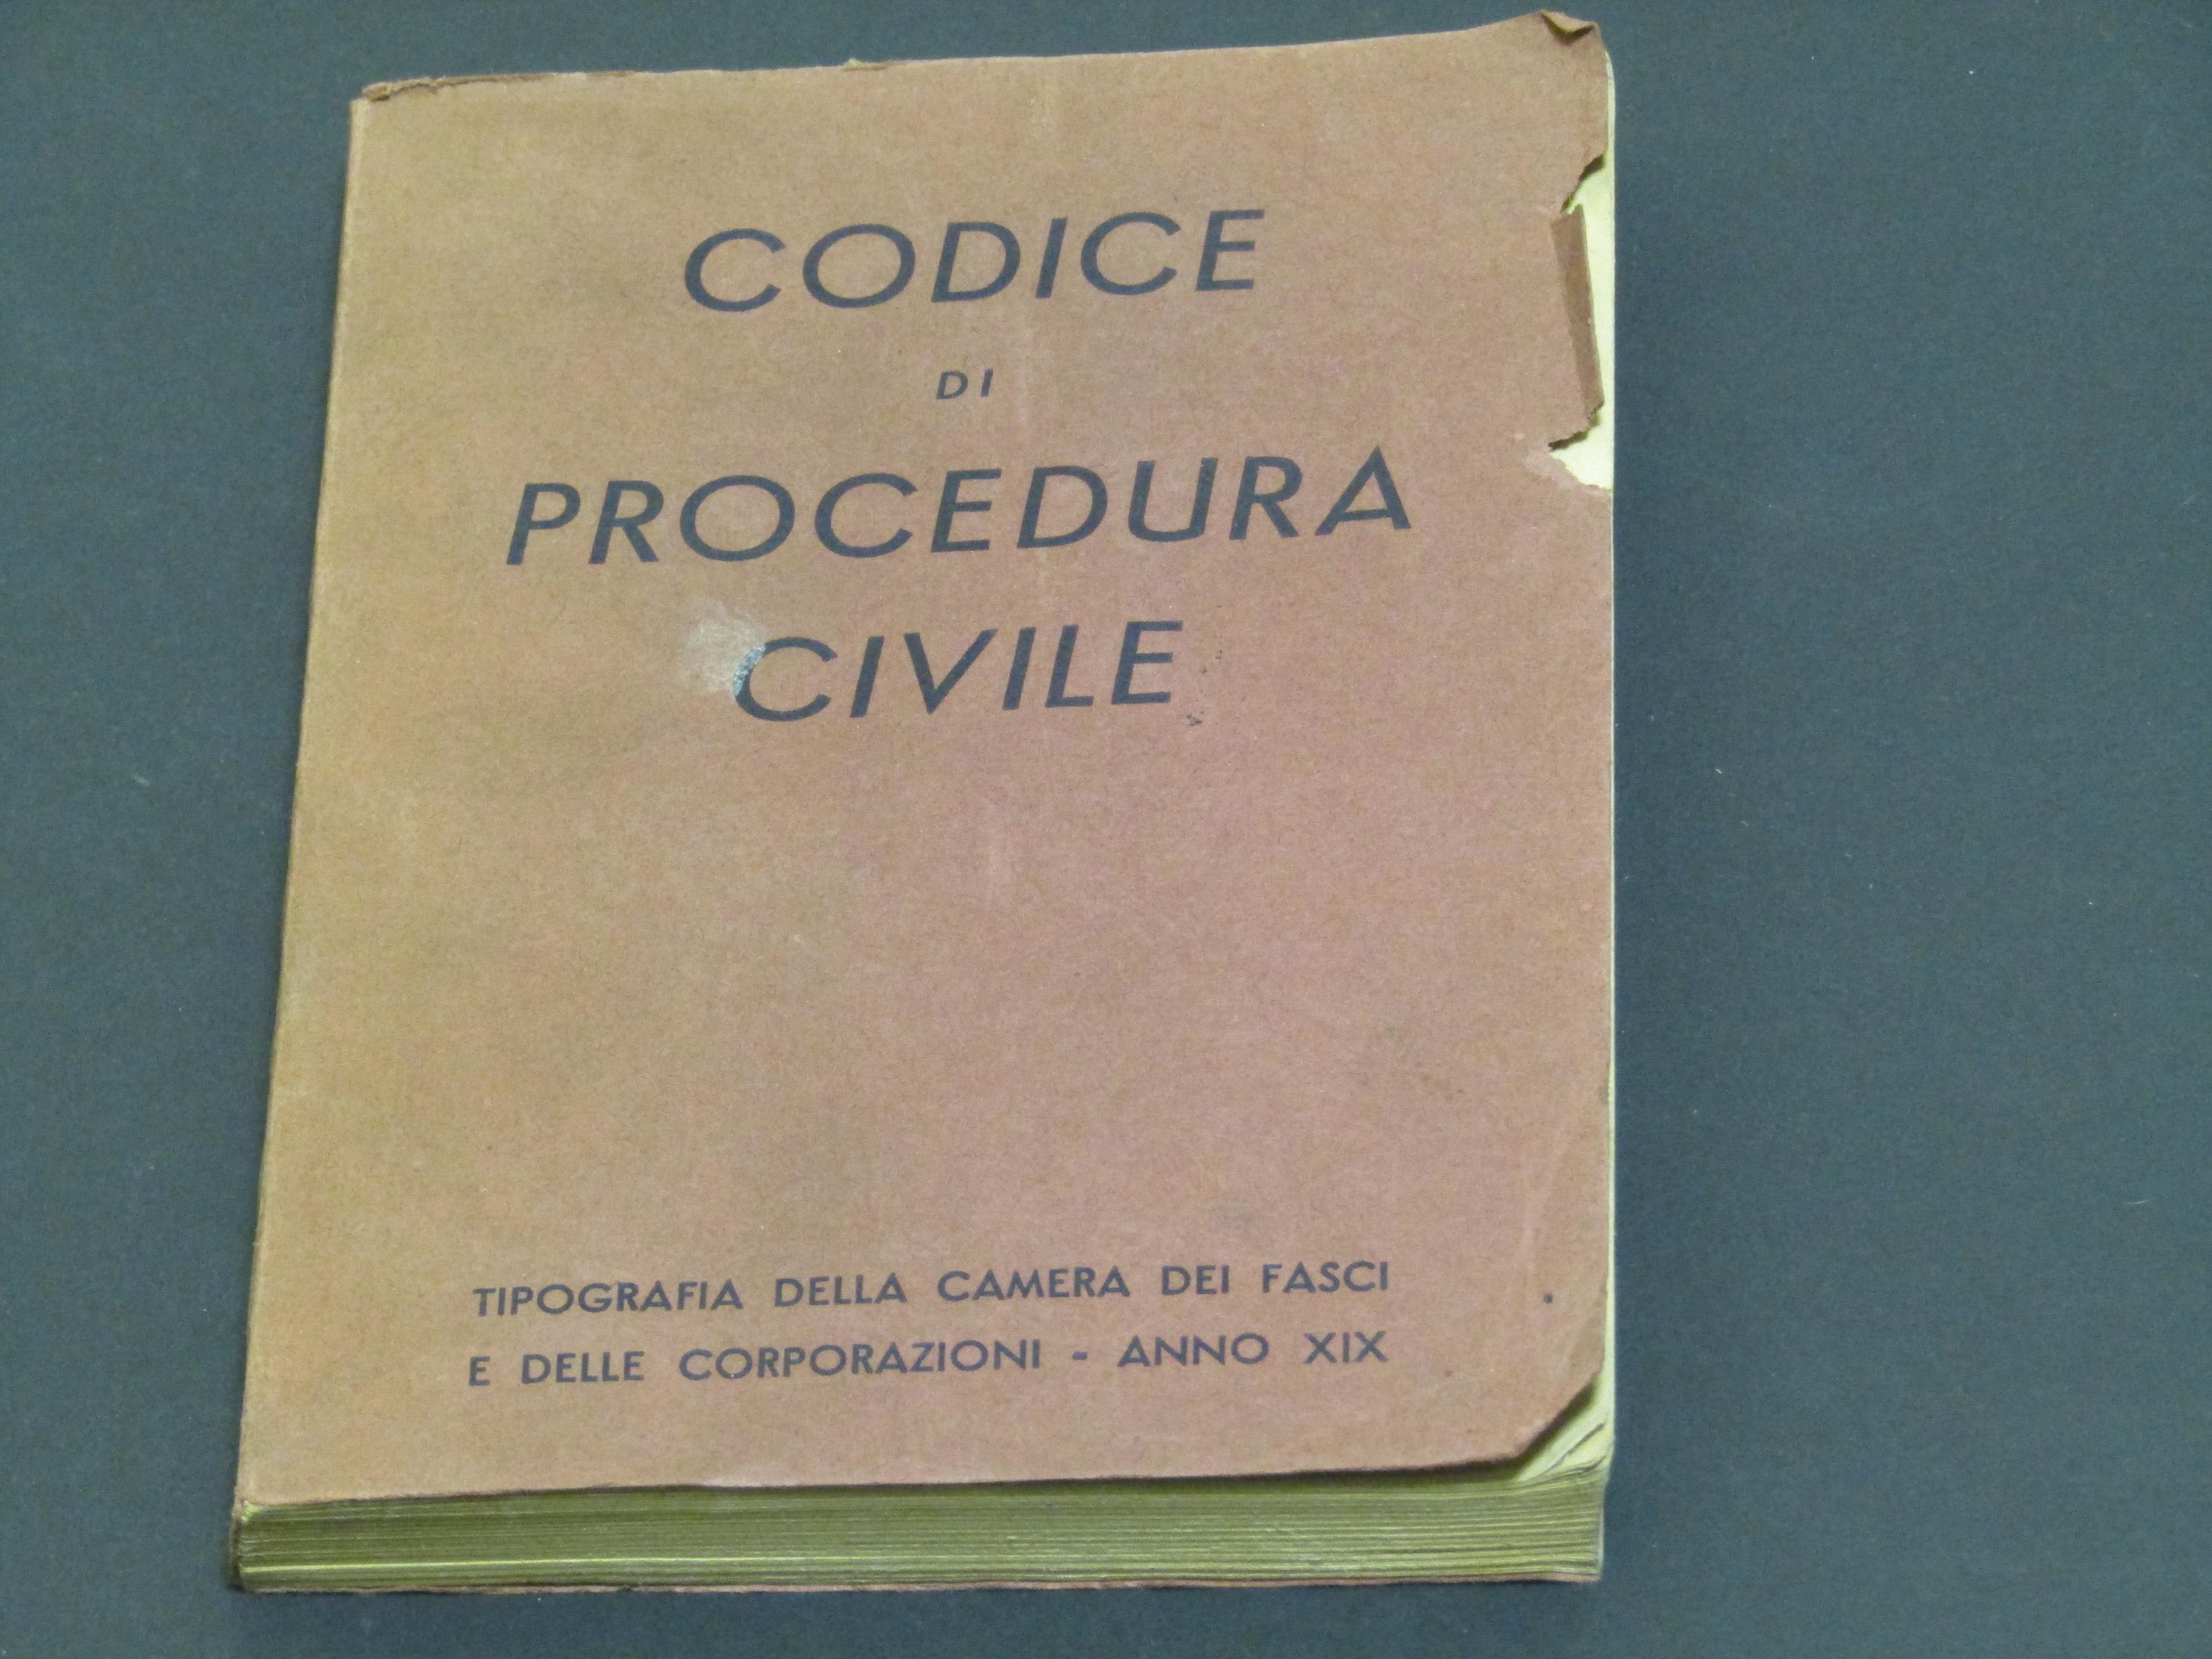 CODICE
DI
PROCEDURA
CIVILE
TIPOGRAFIA DELLA CAMERA DEI FASCI
E DELLE CORPORAZIONI - ANNO XIX